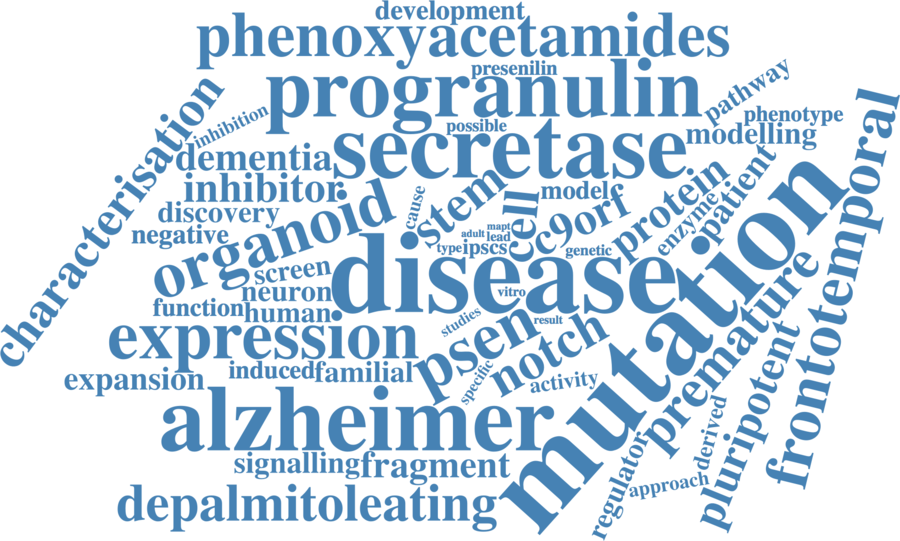 development
phenoxyacetamides
presenilin
progranulin
pathway
characterisation
inhibition
possible
phenotype
modelling
secretase
dementia
inhibitor
discovery
negative
organoid
cause
stem
cell
model
c9orf
protein
enzyme
patient
frontotemporal
adult
mapt
lead
type
ipscs
genetic
screen
disease
mutation
neuron
vitro
function
human
studies
result
expression
psen
notch
premature
expansion
induced
familial
specific
activity
alzheimer
pluripotent
derived
signalling
fragment
regulator
approach
depalmitoleating